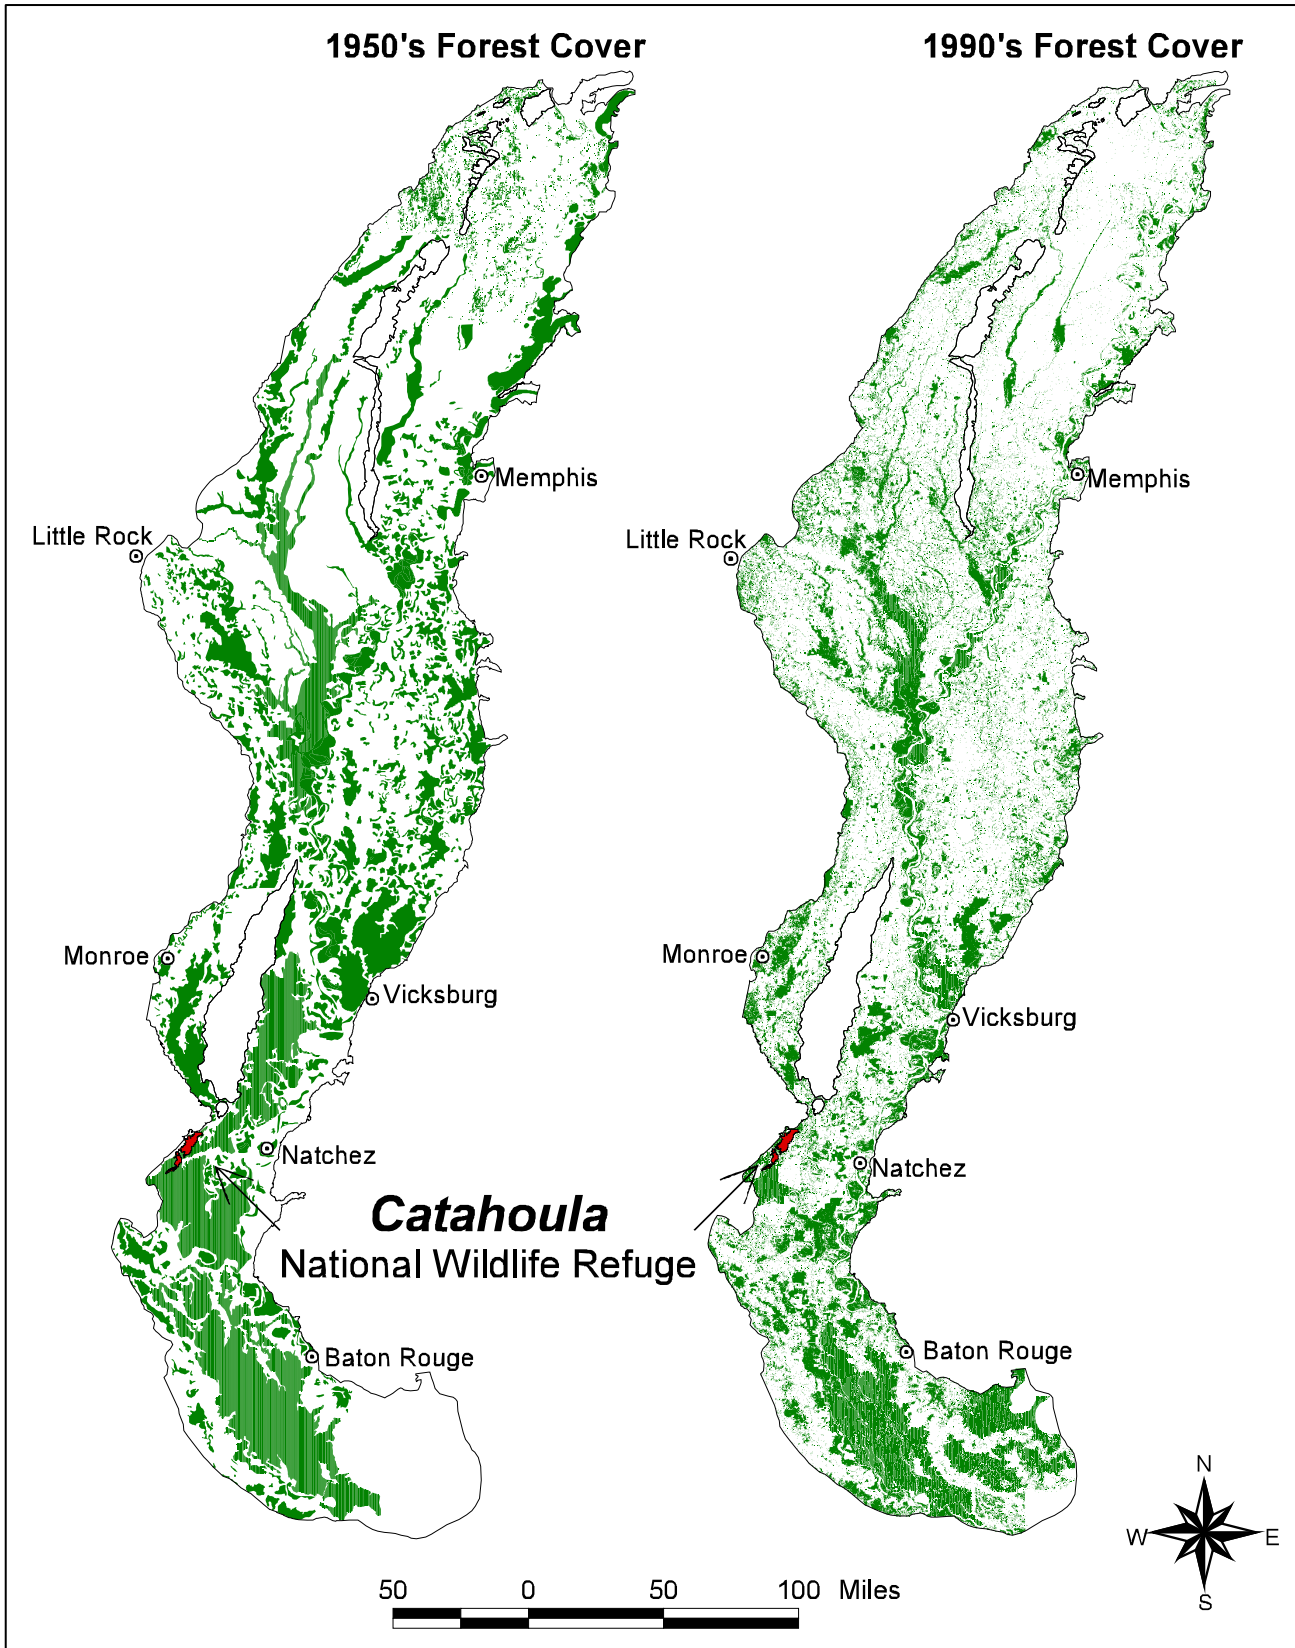 1950's Forest Cover
1990's Forest Cover
Memphis
Memphis
Little Rock
Little Rock
Monroe
Monroe
Vicksburg
Vicksburg
Natchez
Natchez
Catahoula
National Wildlife Refuge
Baton Rouge
Baton Rouge
N
W E
S
50 0 50 100 Miles